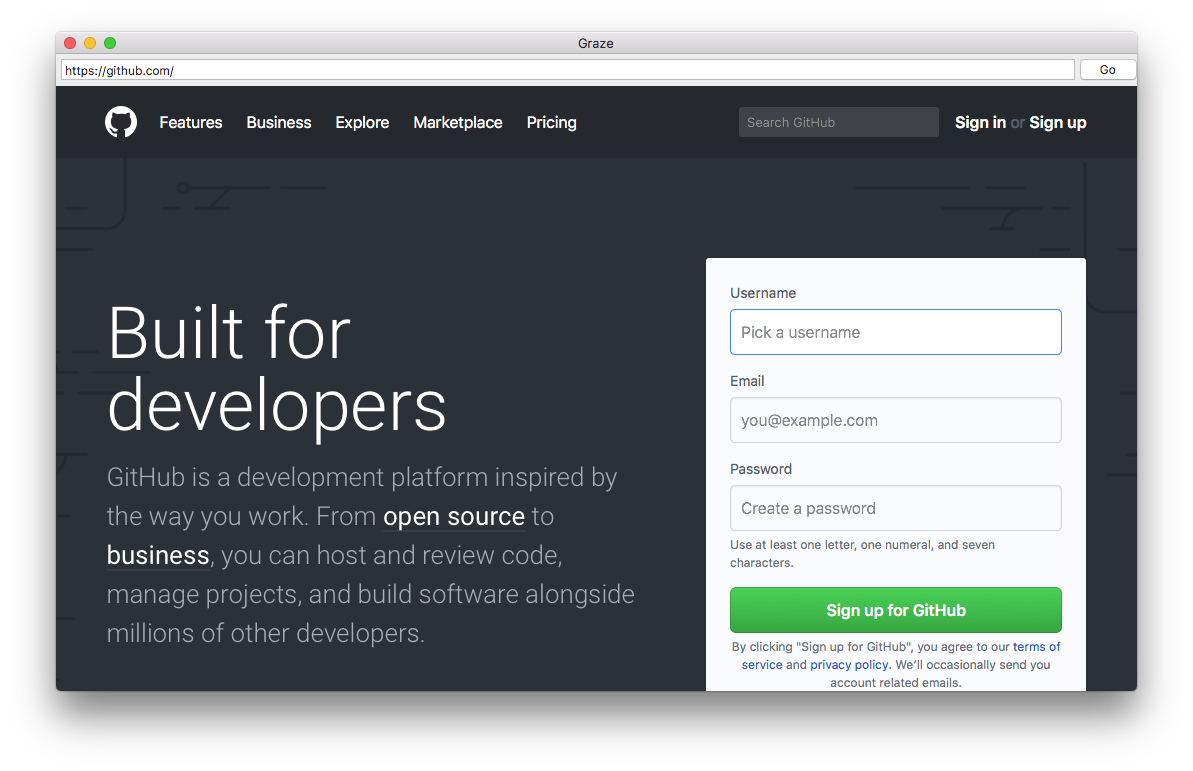 Graze
https://github.com/ Go
Features Business Explore Marketplace Pricing Search GitHub Sign in or Sign up
Built for
developers
GitHub is a development platform inspired by
the way you work. From open source to
business, you can host and review code,
manage projects, and build software alongside
millions of other developers.
Username
Pick a username
Email
you@example.com
Password
Create a password
Use at least one letter, one numeral, and seven
characters.
Sign up for GitHub
By clicking "Sign up for GitHub", you agree to our terms of
service and privacy policy. We’ll occasionally send you
account related emails.